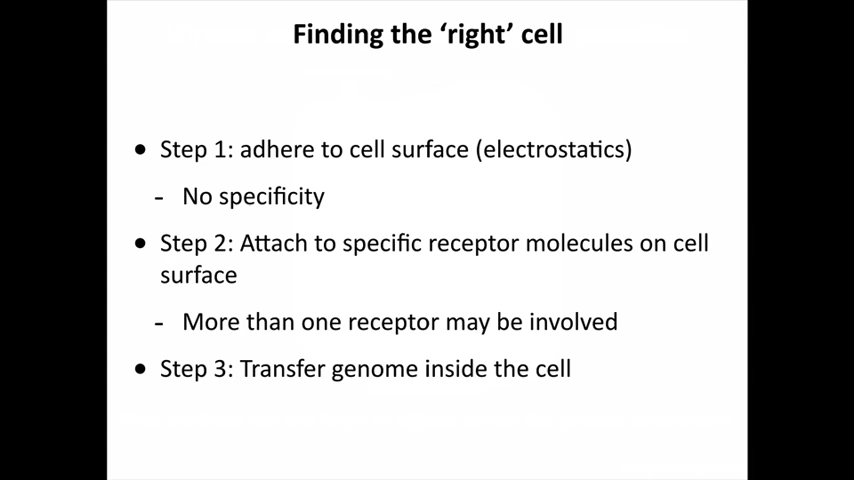 Finding the ‘right’ cell
• Step 1: adhere to cell surface (electrostatics)
- No specificity
• Step 2: Attach to specific receptor molecules on cell
surface
- More than one receptor may be involved
• Step 3: Transfer genome inside the cell